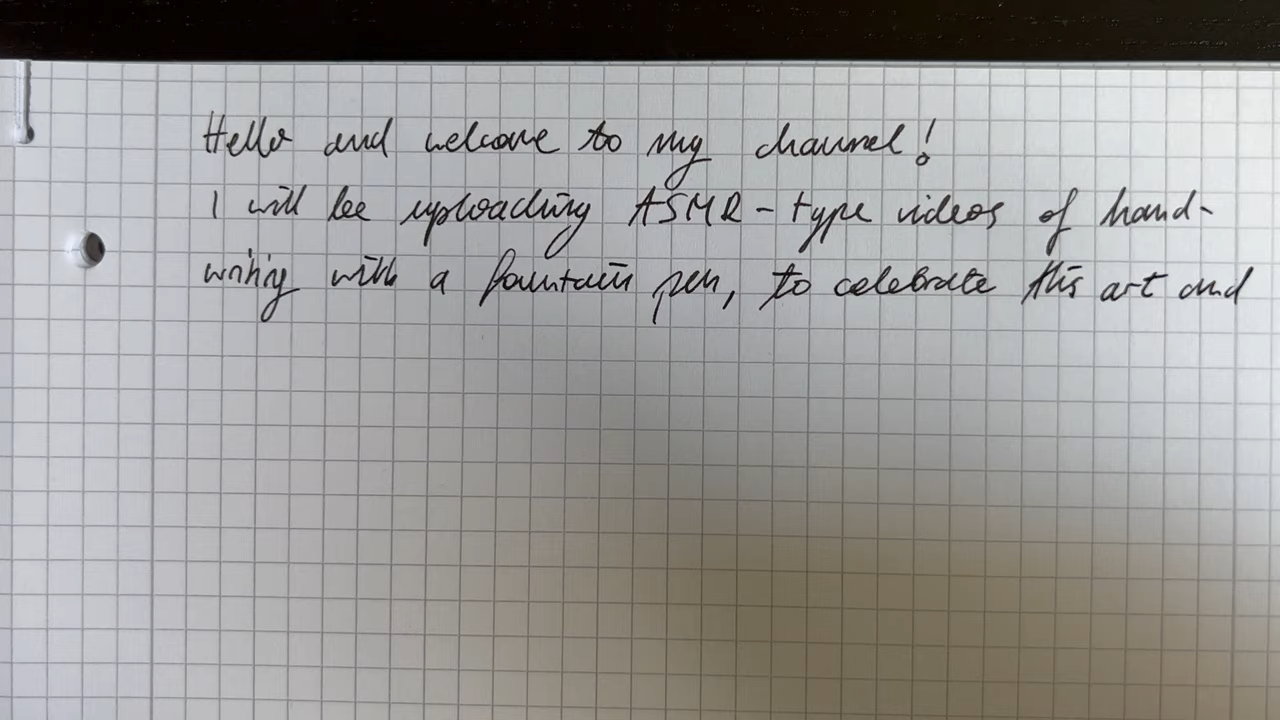 Hello and welcome to my channel!
I will be uploading ASMR-type videos of hand-
writing with a fountain pen, to celebrate this art and